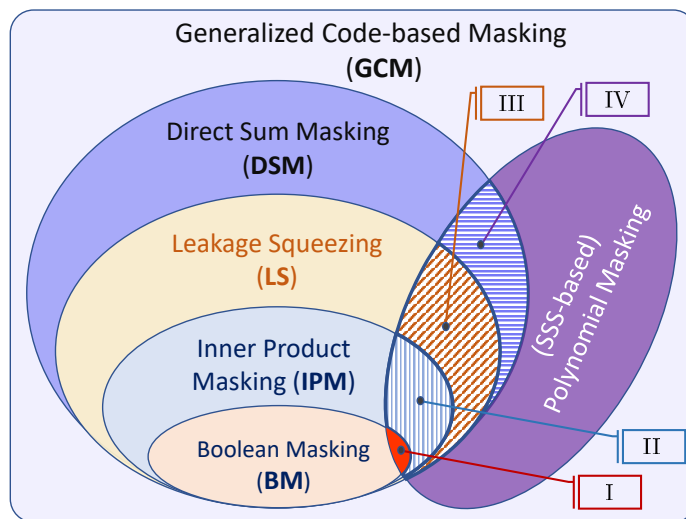 Generalized Code-based Masking
(GCM)
III
IV
Direct Sum Masking
(DSM)
Leakage Squeezing
(LS)
(SSS-based)
Polynomial Masking
Inner Product
Masking (IPM)
Boolean Masking
(BM)
II
I